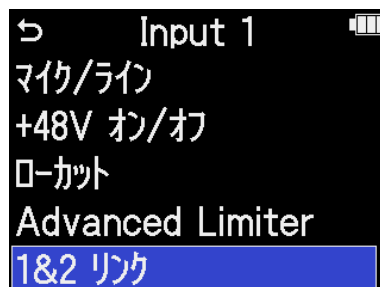 Input 1
マイク/ライン
+48V オン/オフ
ローカット
Advanced Limiter
1&2 リンク